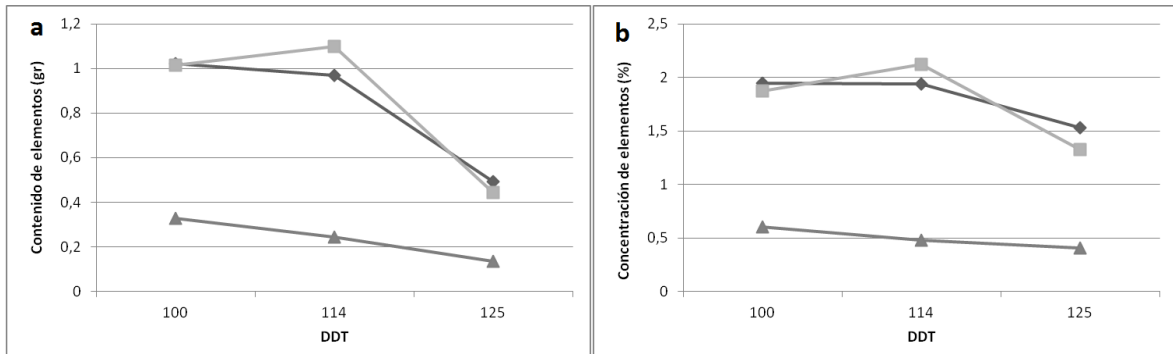 a
Contenido de elementos (gr)
1,2
1
0,8
0,6
0,4
0,2
0
100 114 125
DDT
b
Concentración de elementos (%)
2,5
2
1,5
1
0,5
0
100 114 125
DDT